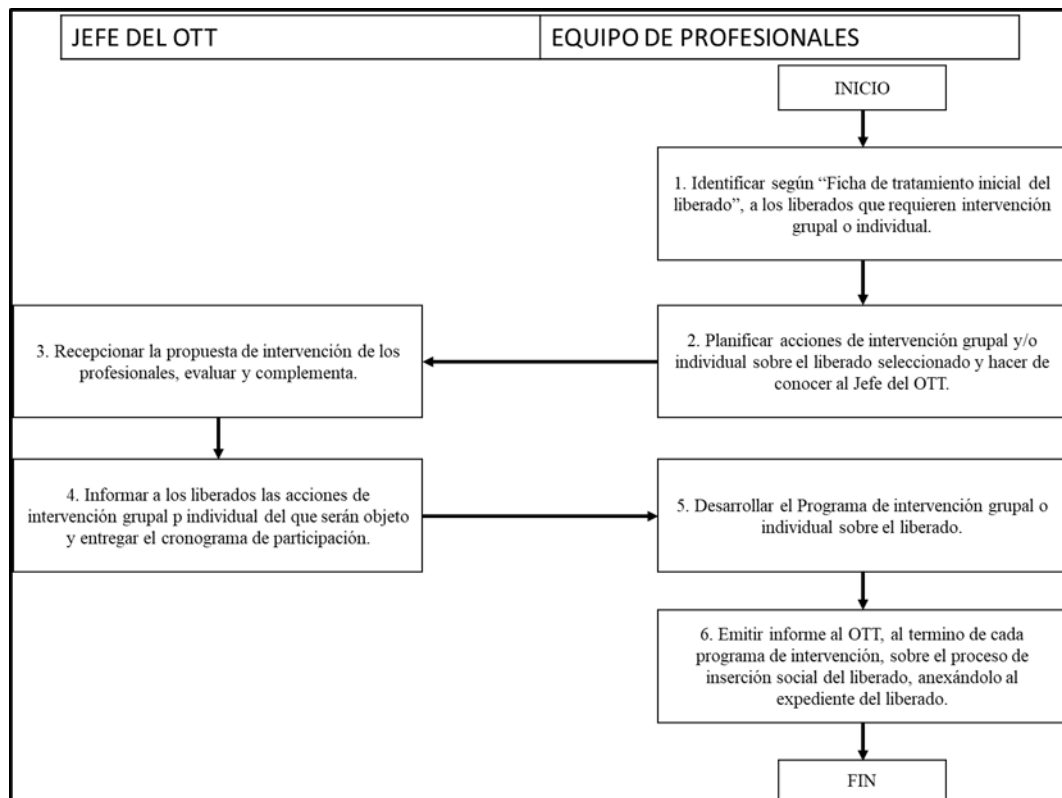 JEFE DEL OTT
EQUIPO DE PROFESIONALES
INICIO
1. Identificar según “Ficha de tratamiento inicial del
liberado”, a los liberados que requieren intervención
grupal o individual.
2. Planificar acciones de intervención grupal y/o
individual sobre el liberado seleccionado y hacer de
conocer al Jefe del OTT.
3. Recepcionar la propuesta de intervención de los
profesionales, evaluar y complementa.
4. Informar a los liberados las acciones de
intervención grupal p individual del que serán objeto
y entregar el cronograma de participación.
5. Desarrollar el Programa de intervención grupal o
individual sobre el liberado.
6. Emitir informe al OTT, al termino de cada
programa de intervención, sobre el proceso de
inserción social del liberado, anexándolo al
expediente del liberado.
FIN